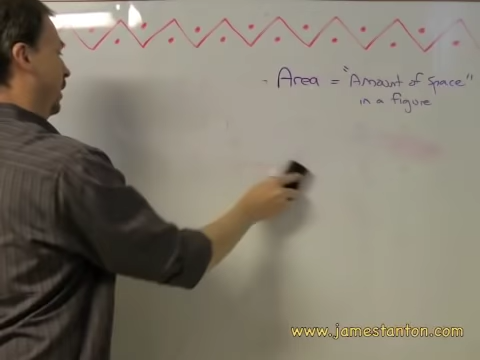 - Area = "Amount of Space"
in a figure
www.jamestanton.com